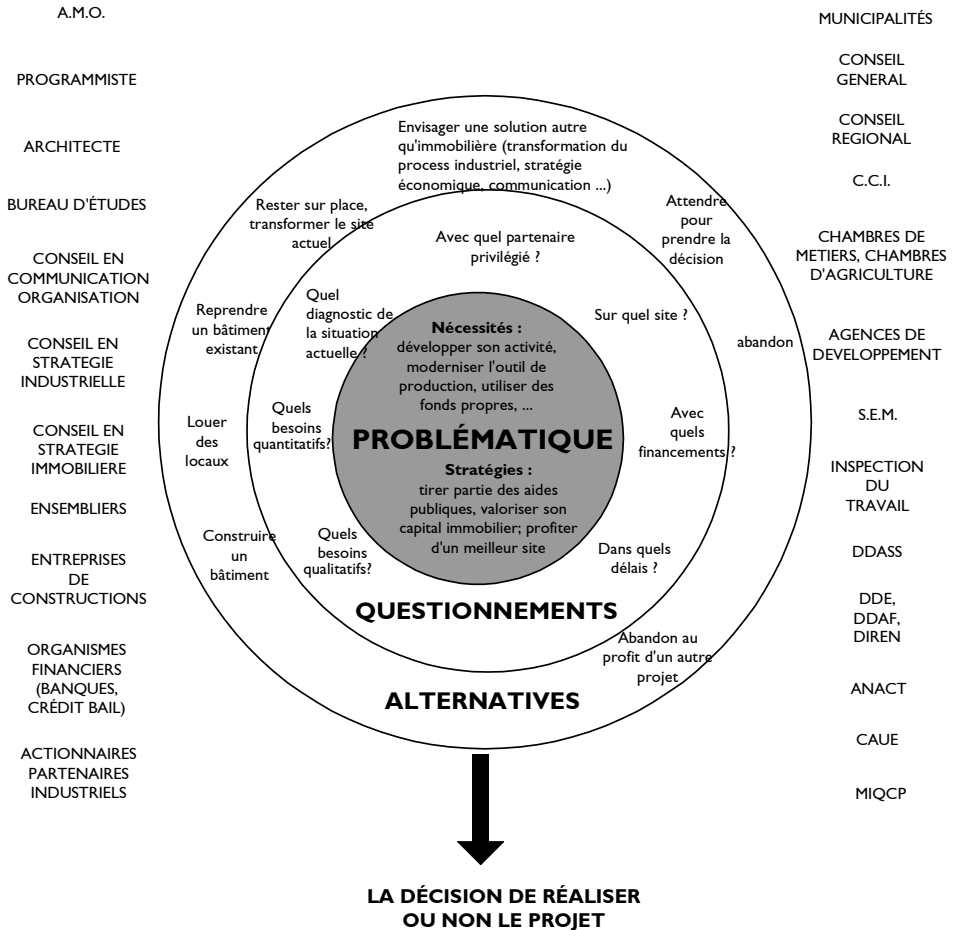 A.M.O.
PROGRAMMISTE
ARCHITECTE
BUREAU D'ÉTUDES
CONSEIL EN
COMMUNICATION
ORGANISATION
CONSEIL EN
STRATEGIE
INDUSTRIELLE
CONSEIL EN
STRATEGIE
IMMOBILIERE
ENSEMBLIERS
ENTREPRISES
DE
CONSTRUCTIONS
ORGANISMES
FINANCIERS
(BANQUES,
CRÉDIT BAIL)
ACTIONNAIRES
PARTENAIRES
INDUSTRIELS
Envisager une solution autre
qu'immobilière (transformation du
process industriel, stratégie
économique, communication ...)
Rester sur place,
transformer le site
actuel
Attendre
pour
prendre la
décision
Reprendre
un bâtiment
existant
abandon
Louer
des
locaux
Construire
un
bâtiment
Abandon au
profit d'un autre
projet
ALTERNATIVES
Avec quel partenaire
privilégié ?
Quel
diagnostic de
la situation
actuelle ?
Sur quel site ?
Quels
besoins
quantitatifs?
Avec
quels
financements ?
Quels
besoins
qualitatifs?
Dans quels
délais ?
QUESTIONNEMENTS
Nécessités :
développer son activité,
moderniser l'outil de
production, utiliser des
fonds propres, ...
PROBLÉMATIQUE
Stratégies :
tirer partie des aides
publiques, valoriser son
capital immobilier; profiter
d'un meilleur site
MUNICIPALITÉS
CONSEIL
GENERAL
CONSEIL
REGIONAL
C.C.I.
CHAMBRES DE
METIERS, CHAMBRES
D'AGRICULTURE
AGENCES DE
DEVELOPPEMENT
S.E.M.
INSPECTION
DU
TRAVAIL
DDASS
DDE,
DDAF,
DIREN
ANACT
CAUE
MIQCP
LA DÉCISION DE RÉALISER
OU NON LE PROJET